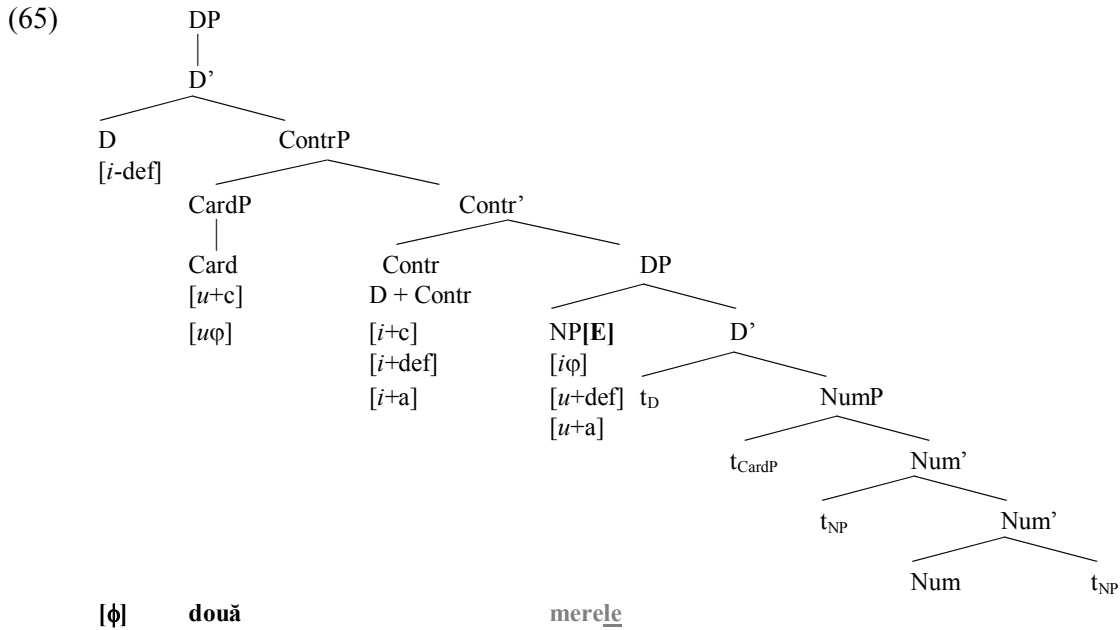 (65) DP
D’
D ContrP
[i-def]
CardP Contr’
Card Contr DP
[u+c] D + Contr
[uφ] [i+c] NP[E] D’
[i+def] [iφ]
[i+a] [u+def] tD NumP
[u+a]
tCardP Num’
tNP Num’
Num tNP
[ϕ] două merele